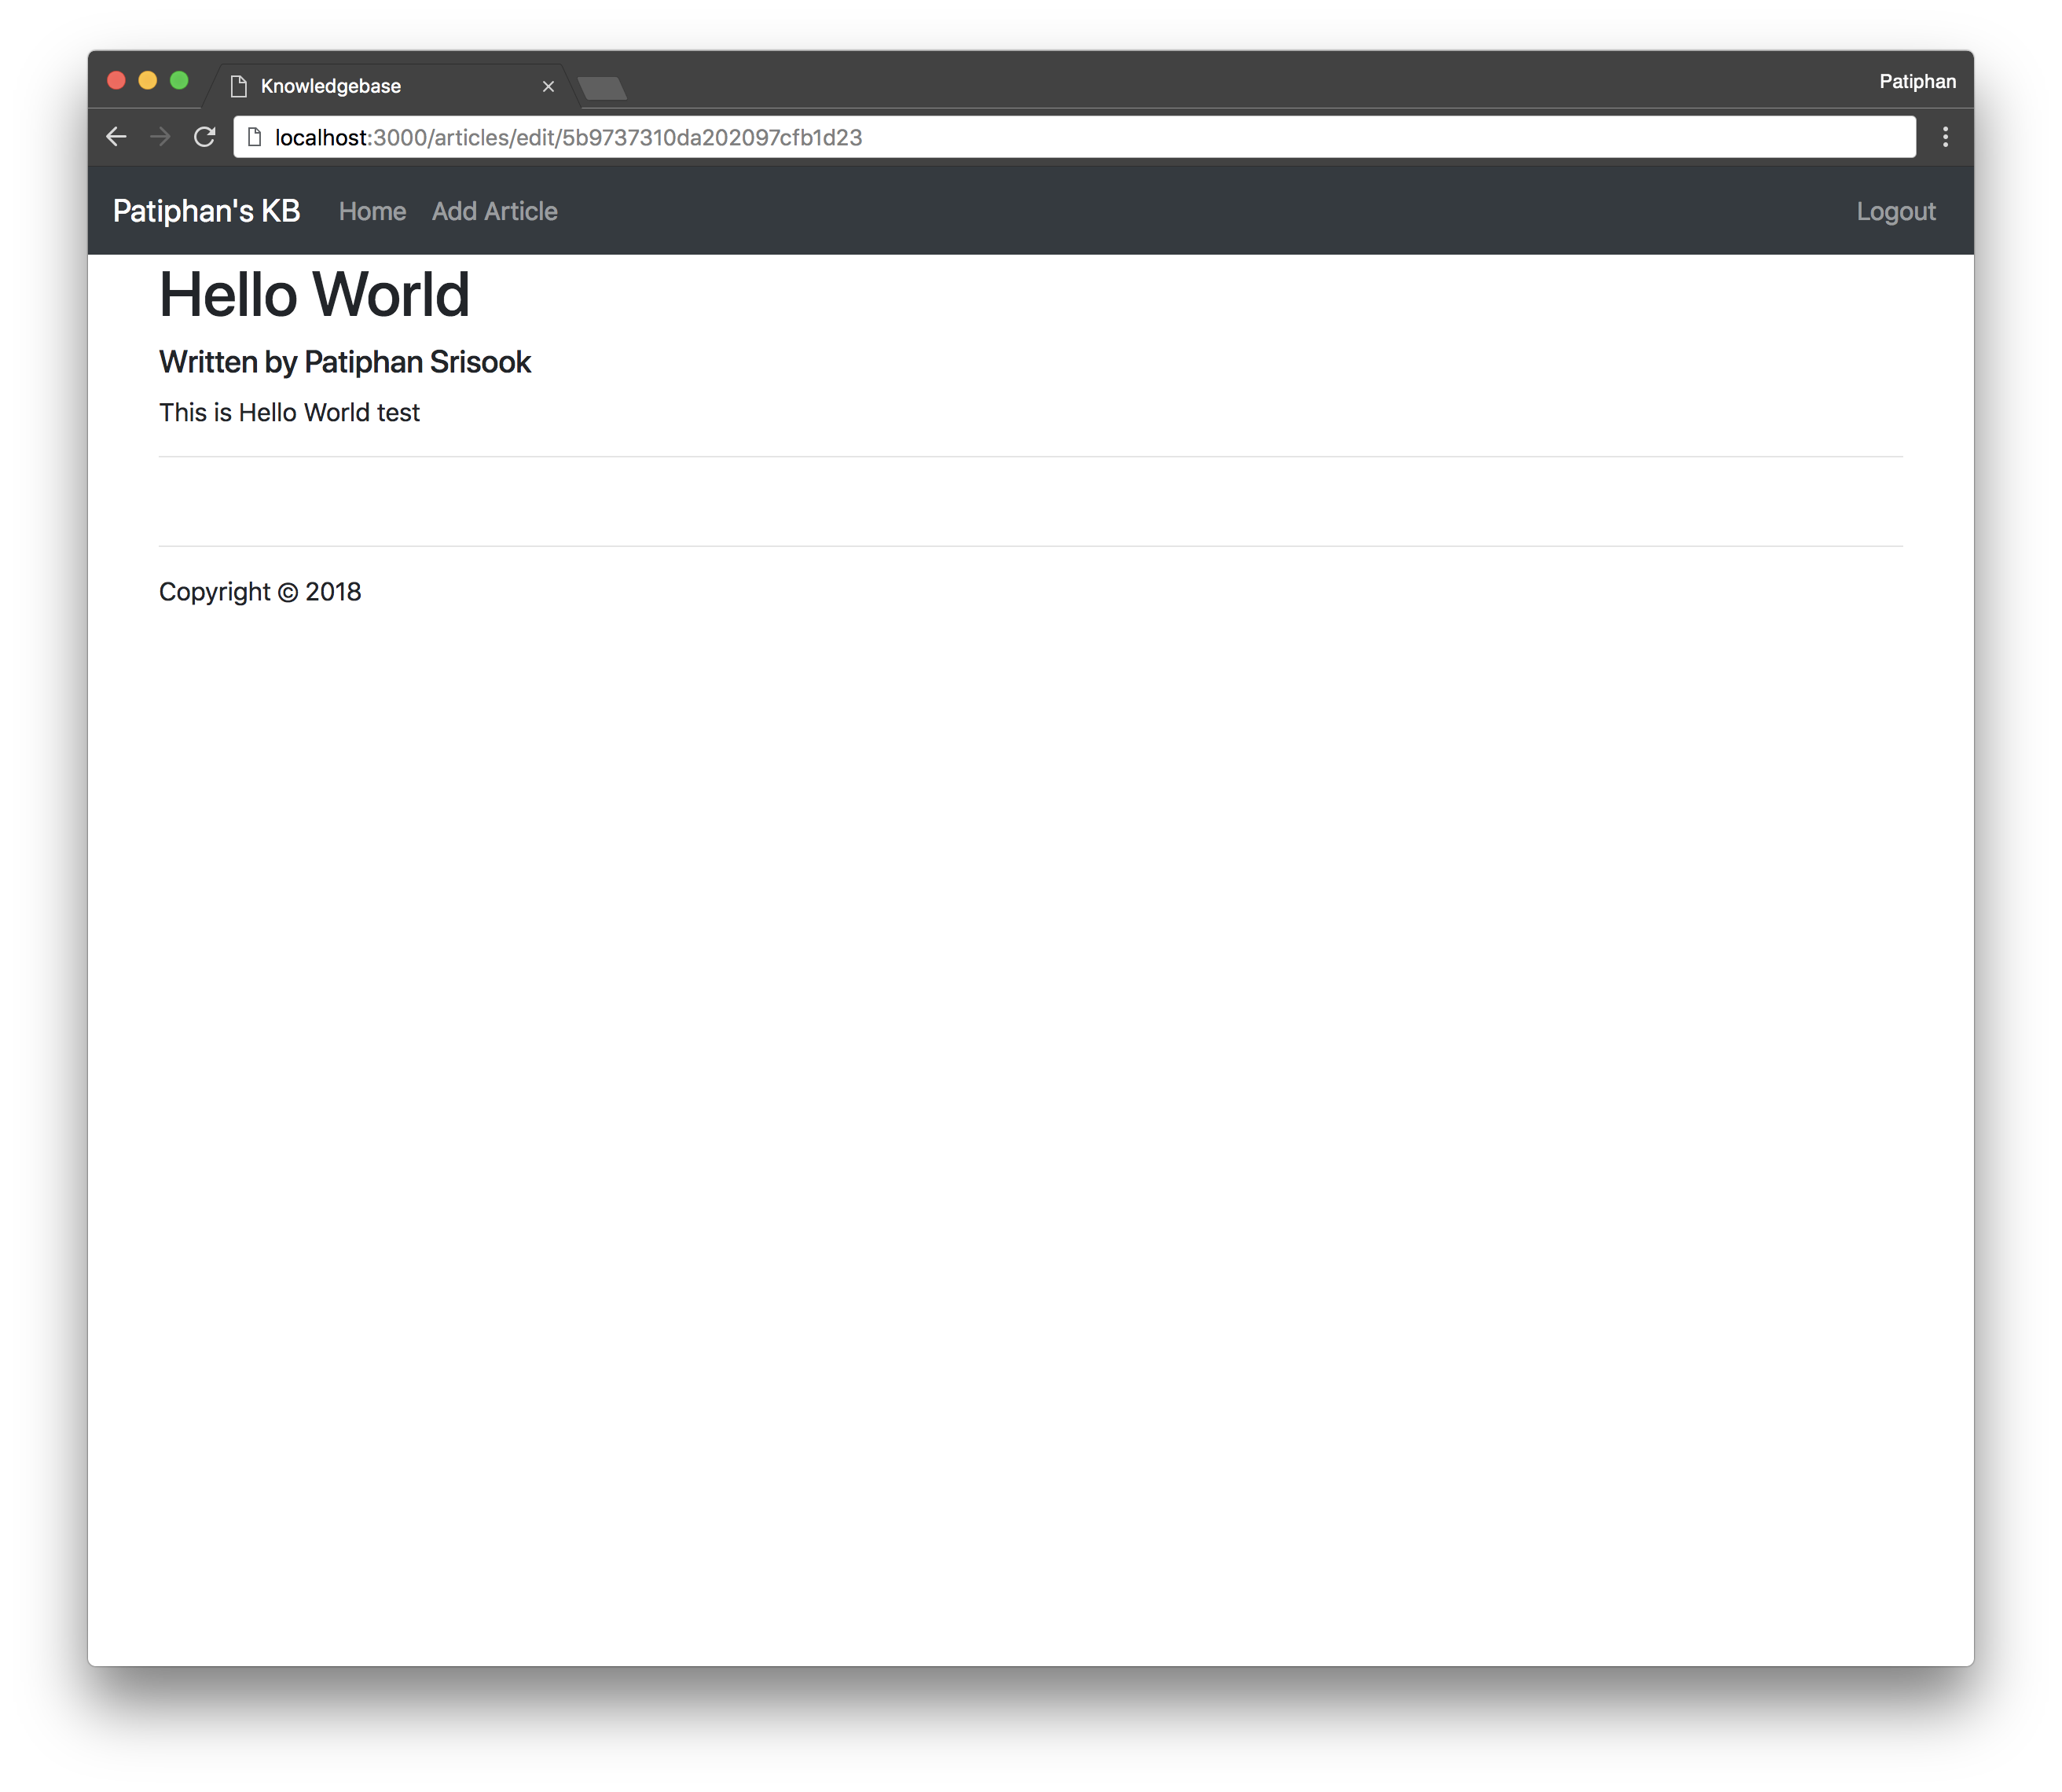 Knowledgebase
Patiphan
localhost:3000/articles/edit/5b9737310da202097cfb1d23
Patiphan's KB Home Add Article Logout
Hello World
Written by Patiphan Srisook
This is Hello World test
Copyright © 2018